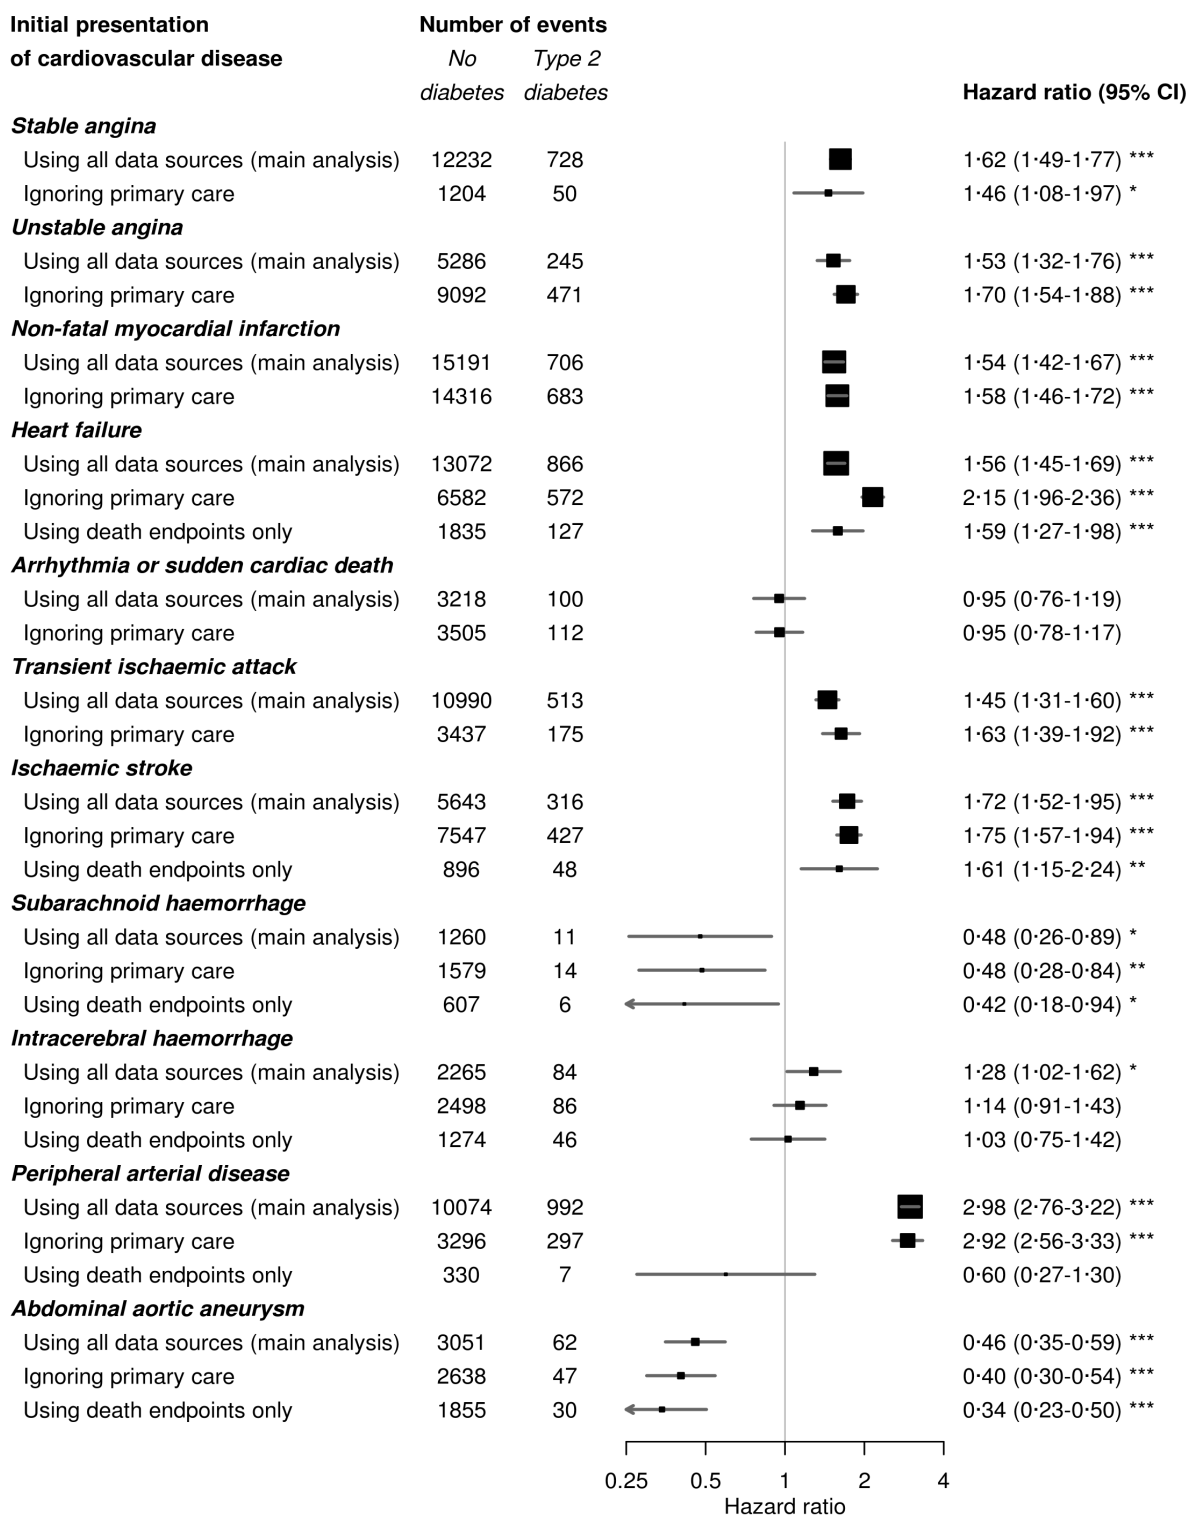 Initial presentation Number of events
of cardiovascular disease No Type 2
diabetes diabetes Hazard ratio (95% CI)
Stable angina
Using all data sources (main analysis) 12232 728 1·62 (1·49-1·77) ***
Ignoring primary care 1204 50 1·46 (1·08-1·97) *
Unstable angina
Using all data sources (main analysis) 5286 245 1·53 (1·32-1·76) ***
Ignoring primary care 9092 471 1·70 (1·54-1·88) ***
Non-fatal myocardial infarction
Using all data sources (main analysis) 15191 706 1·54 (1·42-1·67) ***
Ignoring primary care 14316 683 1·58 (1·46-1·72) ***
Heart failure
Using all data sources (main analysis) 13072 866 1·56 (1·45-1·69) ***
Ignoring primary care 6582 572 2·15 (1·96-2·36) ***
Using death endpoints only 1835 127 1·59 (1·27-1·98) ***
Arrhythmia or sudden cardiac death
Using all data sources (main analysis) 3218 100 0·95 (0·76-1·19)
Ignoring primary care 3505 112 0·95 (0·78-1·17)
Transient ischaemic attack
Using all data sources (main analysis) 10990 513 1·45 (1·31-1·60) ***
Ignoring primary care 3437 175 1·63 (1·39-1·92) ***
Ischaemic stroke
Using all data sources (main analysis) 5643 316 1·72 (1·52-1·95) ***
Ignoring primary care 7547 427 1·75 (1·57-1·94) ***
Using death endpoints only 896 48 1·61 (1·15-2·24) **
Subarachnoid haemorrhage
Using all data sources (main analysis) 1260 11 0·48 (0·26-0·89) *
Ignoring primary care 1579 14 0·48 (0·28-0·84) **
Using death endpoints only 607 6 0·42 (0·18-0·94) *
Intracerebral haemorrhage
Using all data sources (main analysis) 2265 84 1·28 (1·02-1·62) *
Ignoring primary care 2498 86 1·14 (0·91-1·43)
Using death endpoints only 1274 46 1·03 (0·75-1·42)
Peripheral arterial disease
Using all data sources (main analysis) 10074 992 2·98 (2·76-3·22) ***
Ignoring primary care 3296 297 2·92 (2·56-3·33) ***
Using death endpoints only 330 7 0·60 (0·27-1·30)
Abdominal aortic aneurysm
Using all data sources (main analysis) 3051 62 0·46 (0·35-0·59) ***
Ignoring primary care 2638 47 0·40 (0·30-0·54) ***
Using death endpoints only 1855 30 0·34 (0·23-0·50) ***
0.25 0.5 1 2 4
Hazard ratio